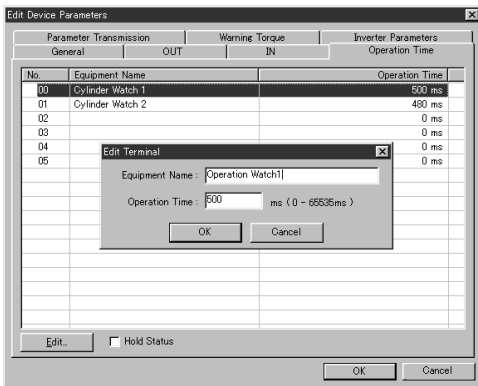 Edit Device Parameters
Parameter Transmission Warning Torque Inverter Parameters
General OUT IN Operation Time
No. Equipment Name Operation Time
00 Cylinder Watch 1 500 ms
01 Cylinder Watch 2 480 ms
02 0 ms
03 0 ms
04 0 ms
05 0 ms
Edit Terminal
Equipment Name : Operation Watch1
Operation Time : 500 ms ( 0 - 65535ms )
OK Cancel
Edit.. Hold Status
OK Cancel